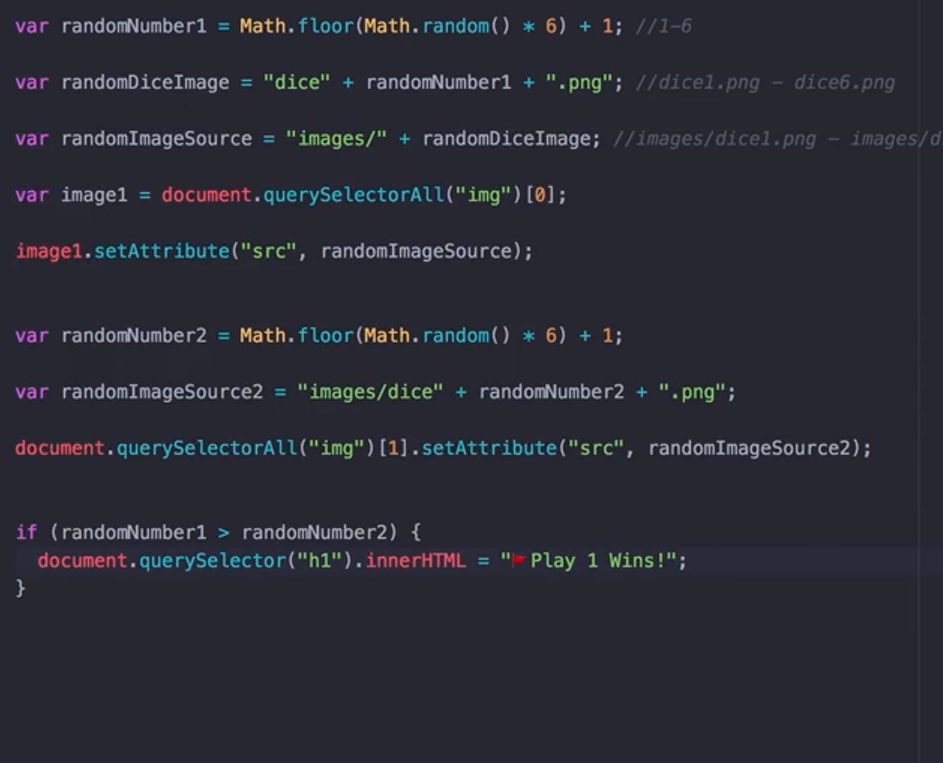 var randomNumber1 = Math.floor(Math.random() * 6) + 1; //1-6
var randomDiceImage = "dice" + randomNumber1 + ".png"; //dice1.png - dice6.png
var randomImageSource = "images/" + randomDiceImage; //images/dice1.png - images/d
var image1 = document.querySelectorAll("img")[0];
image1.setAttribute("src", randomImageSource);
var randomNumber2 = Math.floor(Math.random() * 6) + 1;
var randomImageSource2 = "images/dice" + randomNumber2 + ".png";
document.querySelectorAll("img")[1].setAttribute("src", randomImageSource2);
if (randomNumber1 > randomNumber2) {
  document.querySelector("h1").innerHTML = "🚩Play 1 Wins!";
}